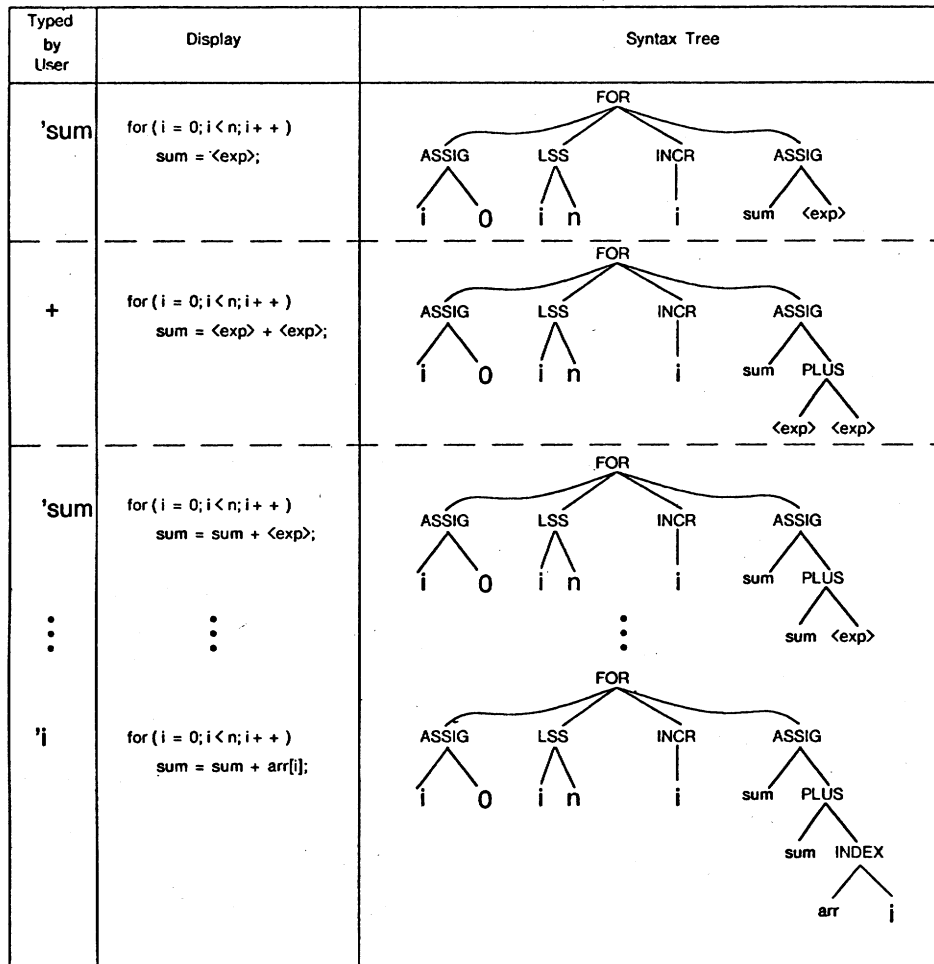 Typed
by
User
Display
Syntax Tree
'sum
for ( i = 0; i < n; i + + )
sum = <exp>;
FOR
ASSIG LSS INCR ASSIG
i 0 i n i sum <exp>
+
for ( i = 0; i < n; i + + )
sum = <exp> + <exp>;
FOR
ASSIG LSS INCR ASSIG
i 0 i n i sum PLUS
<exp> <exp>
'sum
for ( i = 0; i < n; i + + )
sum = sum + <exp>;
FOR
ASSIG LSS INCR ASSIG
i 0 i n i sum PLUS
sum <exp>
'i
for ( i = 0; i < n; i + + )
sum = sum + arr[i];
FOR
ASSIG LSS INCR ASSIG
i 0 i n i sum PLUS
sum INDEX
arr i